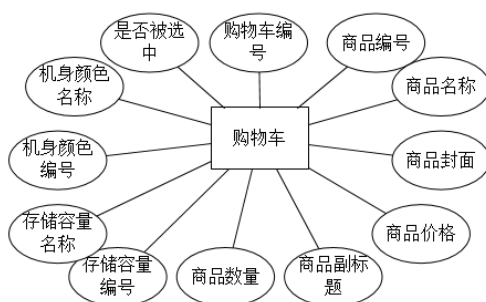 是否被选
中
购物车编
号
商品编号
机身颜色
名称
商品名称
购物车
机身颜色
编号
商品封面
存储容量
名称
商品价格
存储容量
编号
商品数量
商品副标
题